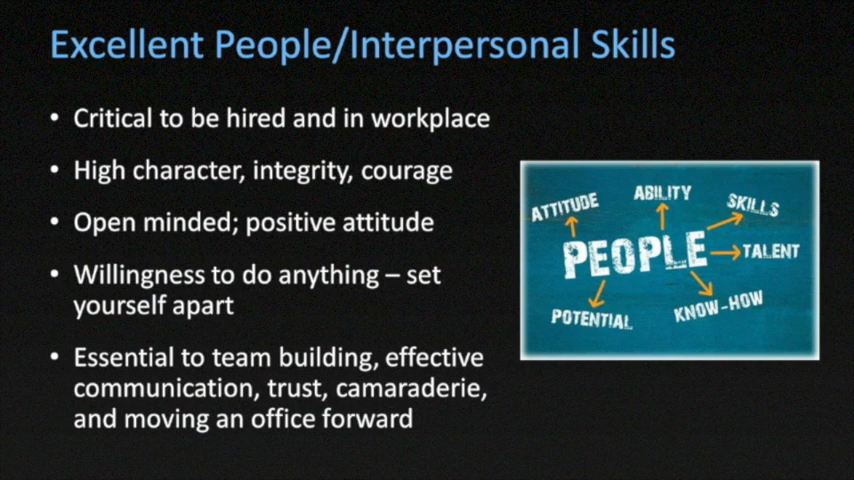 Excellent People/Interpersonal Skills
• Critical to be hired and in workplace
• High character, integrity, courage
• Open minded; positive attitude
• Willingness to do anything – set
yourself apart
• Essential to team building, effective
communication, trust, camaraderie,
and moving an office forward
ATTITUDE
ABILITY
SKILLS
PEOPLE
TALENT
POTENTIAL
KNOW-HOW